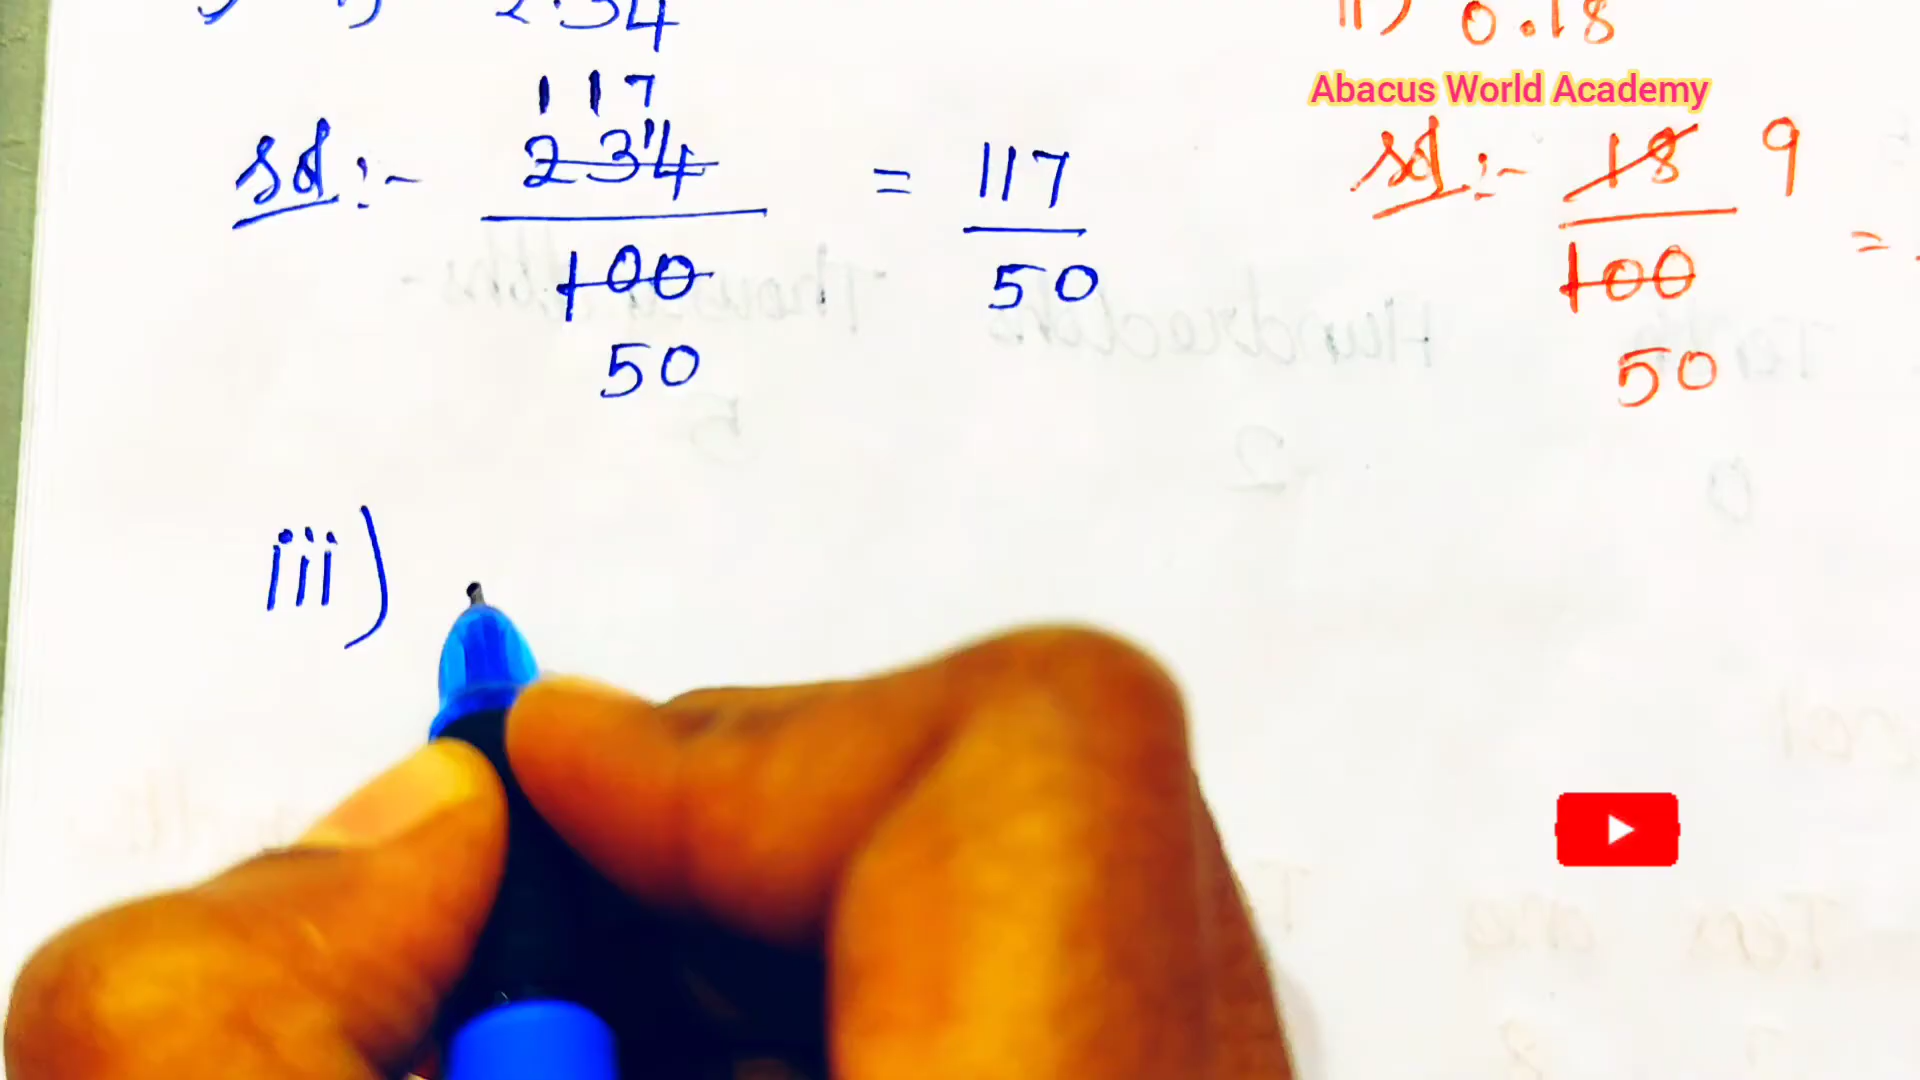 i) 2.34
117
Sol :- 234/100 = 117/50
50
ii) 0.18
Abacus World Academy
Sol :- 18/100 9 =
50
iii)